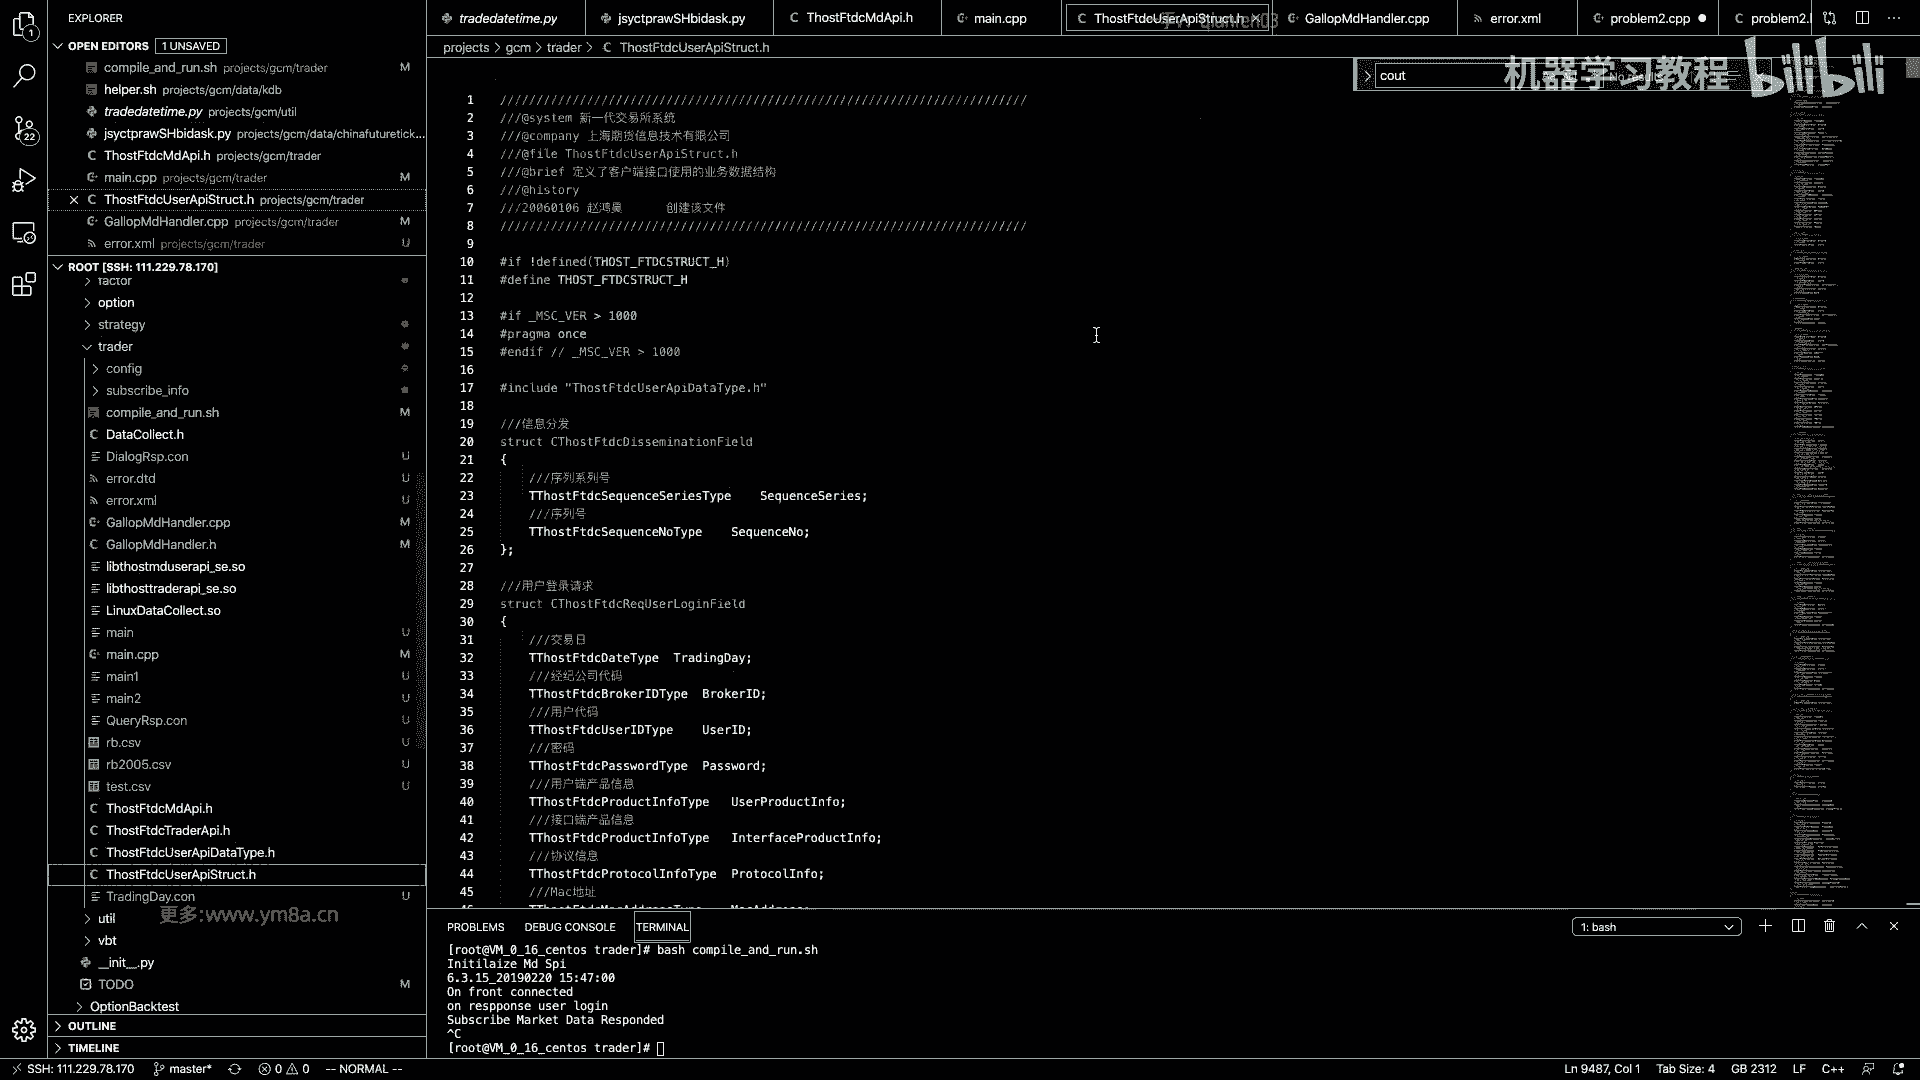 EXPLORER
OPEN EDITORS 1 UNSAVED
compile_and_run.sh projects/gcm/trader M
helper.sh projects/gcm/data/kdb
tradedatetime.py projects/gcm/util
jsyctprawSHbidask.py projects/gcm/data/chinafuturetick...
ThostFtdcMdApi.h projects/gcm/trader
main.cpp projects/gcm/trader M
ThostFtdcUserApiStruct.h projects/gcm/trader
GallopMdHandler.cpp projects/gcm/trader M
error.xml projects/gcm/trader U
ROOT [SSH: 111.229.78.170]
factor
option
strategy
trader
config
subscribe_info
compile_and_run.sh M
DataCollect.h
DialogRsp.con U
error.dtd U
error.xml U
GallopMdHandler.cpp M
GallopMdHandler.h M
libthostmduserapi_se.so
libthosttraderapi_se.so
LinuxDataCollect.so
main U
main.cpp M
main1 U
main2 U
QueryRsp.con U
rb.csv U
rb2005.csv U
test.csv U
ThostFtdcMdApi.h
ThostFtdcTraderApi.h
ThostFtdcUserApiDataType.h
ThostFtdcUserApiStruct.h
TradingDay.con U
util
更多:www.ym8a.cn
vbt
__init__.py
TODO M
OptionBacktest
OUTLINE
TIMELINE
tradedatetime.py jsyctprawSHbidask.py ThostFtdcMdApi.h main.cpp ThostFtdcUserApiStruct.h GallopMdHandler.cpp error.xml problem2.cpp problem2.
projects > gcm > trader > ThostFtdcUserApiStruct.h
cout
机器学习教程 bilibili
1 /////////////////////////////////////////////////////////////////////////
2 ///@system 新一代交易所系统
3 ///@company 上海期货信息技术有限公司
4 ///@file ThostFtdcUserApiStruct.h
5 ///@brief 定义了客户端接口使用的业务数据结构
6 ///@history
7 ///20060106 赵鸿昊 创建该文件
8 /////////////////////////////////////////////////////////////////////////
9
10 #if !defined(THOST_FTDCSTRUCT_H)
11 #define THOST_FTDCSTRUCT_H
12
13 #if _MSC_VER > 1000
14 #pragma once
15 #endif // _MSC_VER > 1000
16
17 #include "ThostFtdcUserApiDataType.h"
18
19 ///信息分发
20 struct CThostFtdcDisseminationField
21 {
22 ///序列系列号
23 TThostFtdcSequenceSeriesType SequenceSeries;
24 ///序列号
25 TThostFtdcSequenceNoType SequenceNo;
26 };
27
28 ///用户登录请求
29 struct CThostFtdcReqUserLoginField
30 {
31 ///交易日
32 TThostFtdcDateType TradingDay;
33 ///经纪公司代码
34 TThostFtdcBrokerIDType BrokerID;
35 ///用户代码
36 TThostFtdcUserIDType UserID;
37 ///密码
38 TThostFtdcPasswordType Password;
39 ///用户端产品信息
40 TThostFtdcProductInfoType UserProductInfo;
41 ///接口端产品信息
42 TThostFtdcProductInfoType InterfaceProductInfo;
43 ///协议信息
44 TThostFtdcProtocolInfoType ProtocolInfo;
45 ///Mac地址
PROBLEMS DEBUG CONSOLE TERMINAL 1: bash
[root@VM_0_16_centos trader]# bash compile_and_run.sh
Initilaize Md Spi
6.3.15_20190220 15:47:00
On front connected
on respponse user login
Subscribe Market Data Responded
^C
[root@VM_0_16_centos trader]#
SSH: 111.229.78.170 master* 0 0 -- NORMAL -- Ln 9487, Col 1 Tab Size: 4 GB 2312 LF C++